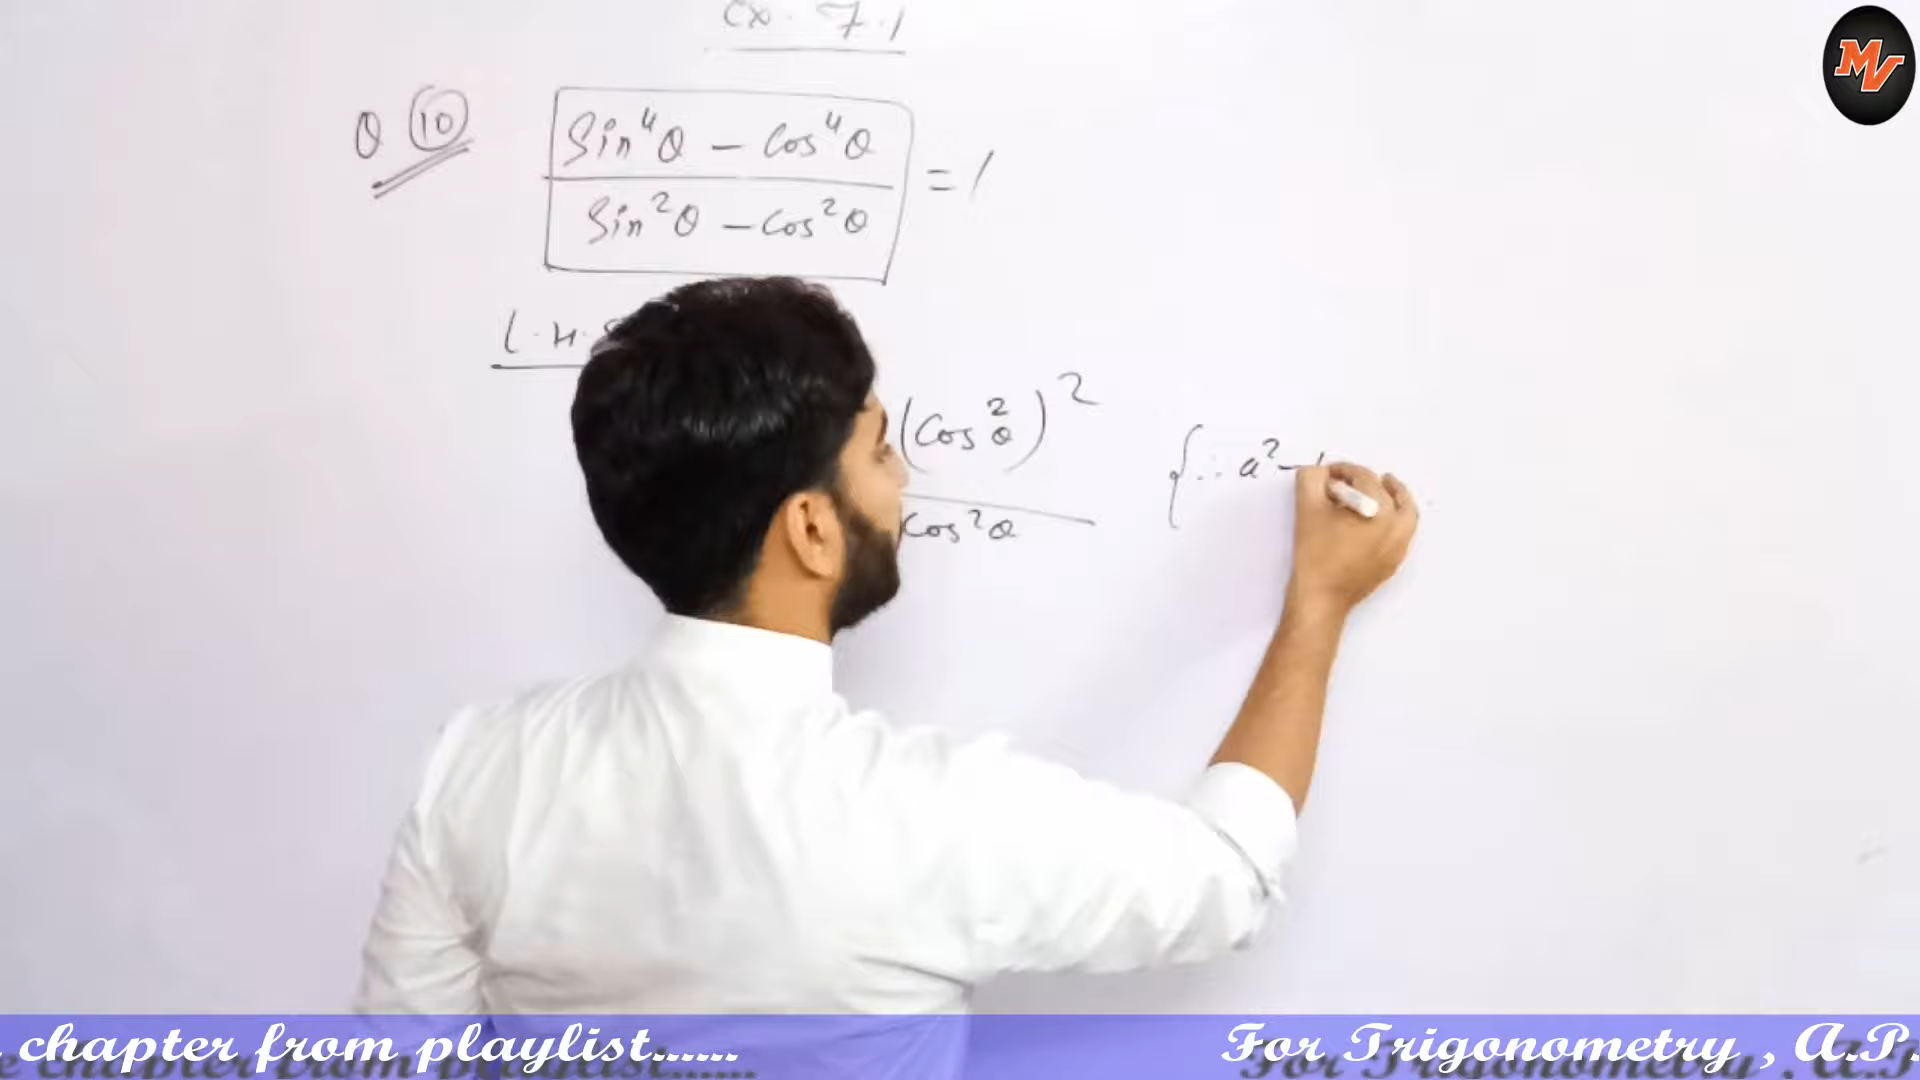 Ex. 7.1
MV
Q 10
Sin⁴θ - Cos⁴θ
= 1
Sin²θ - Cos²θ
L.H.S
(Cos²θ)²
{∴ a² -
Cos²θ
chapter from playlist......
For Trigonometry , A.P.